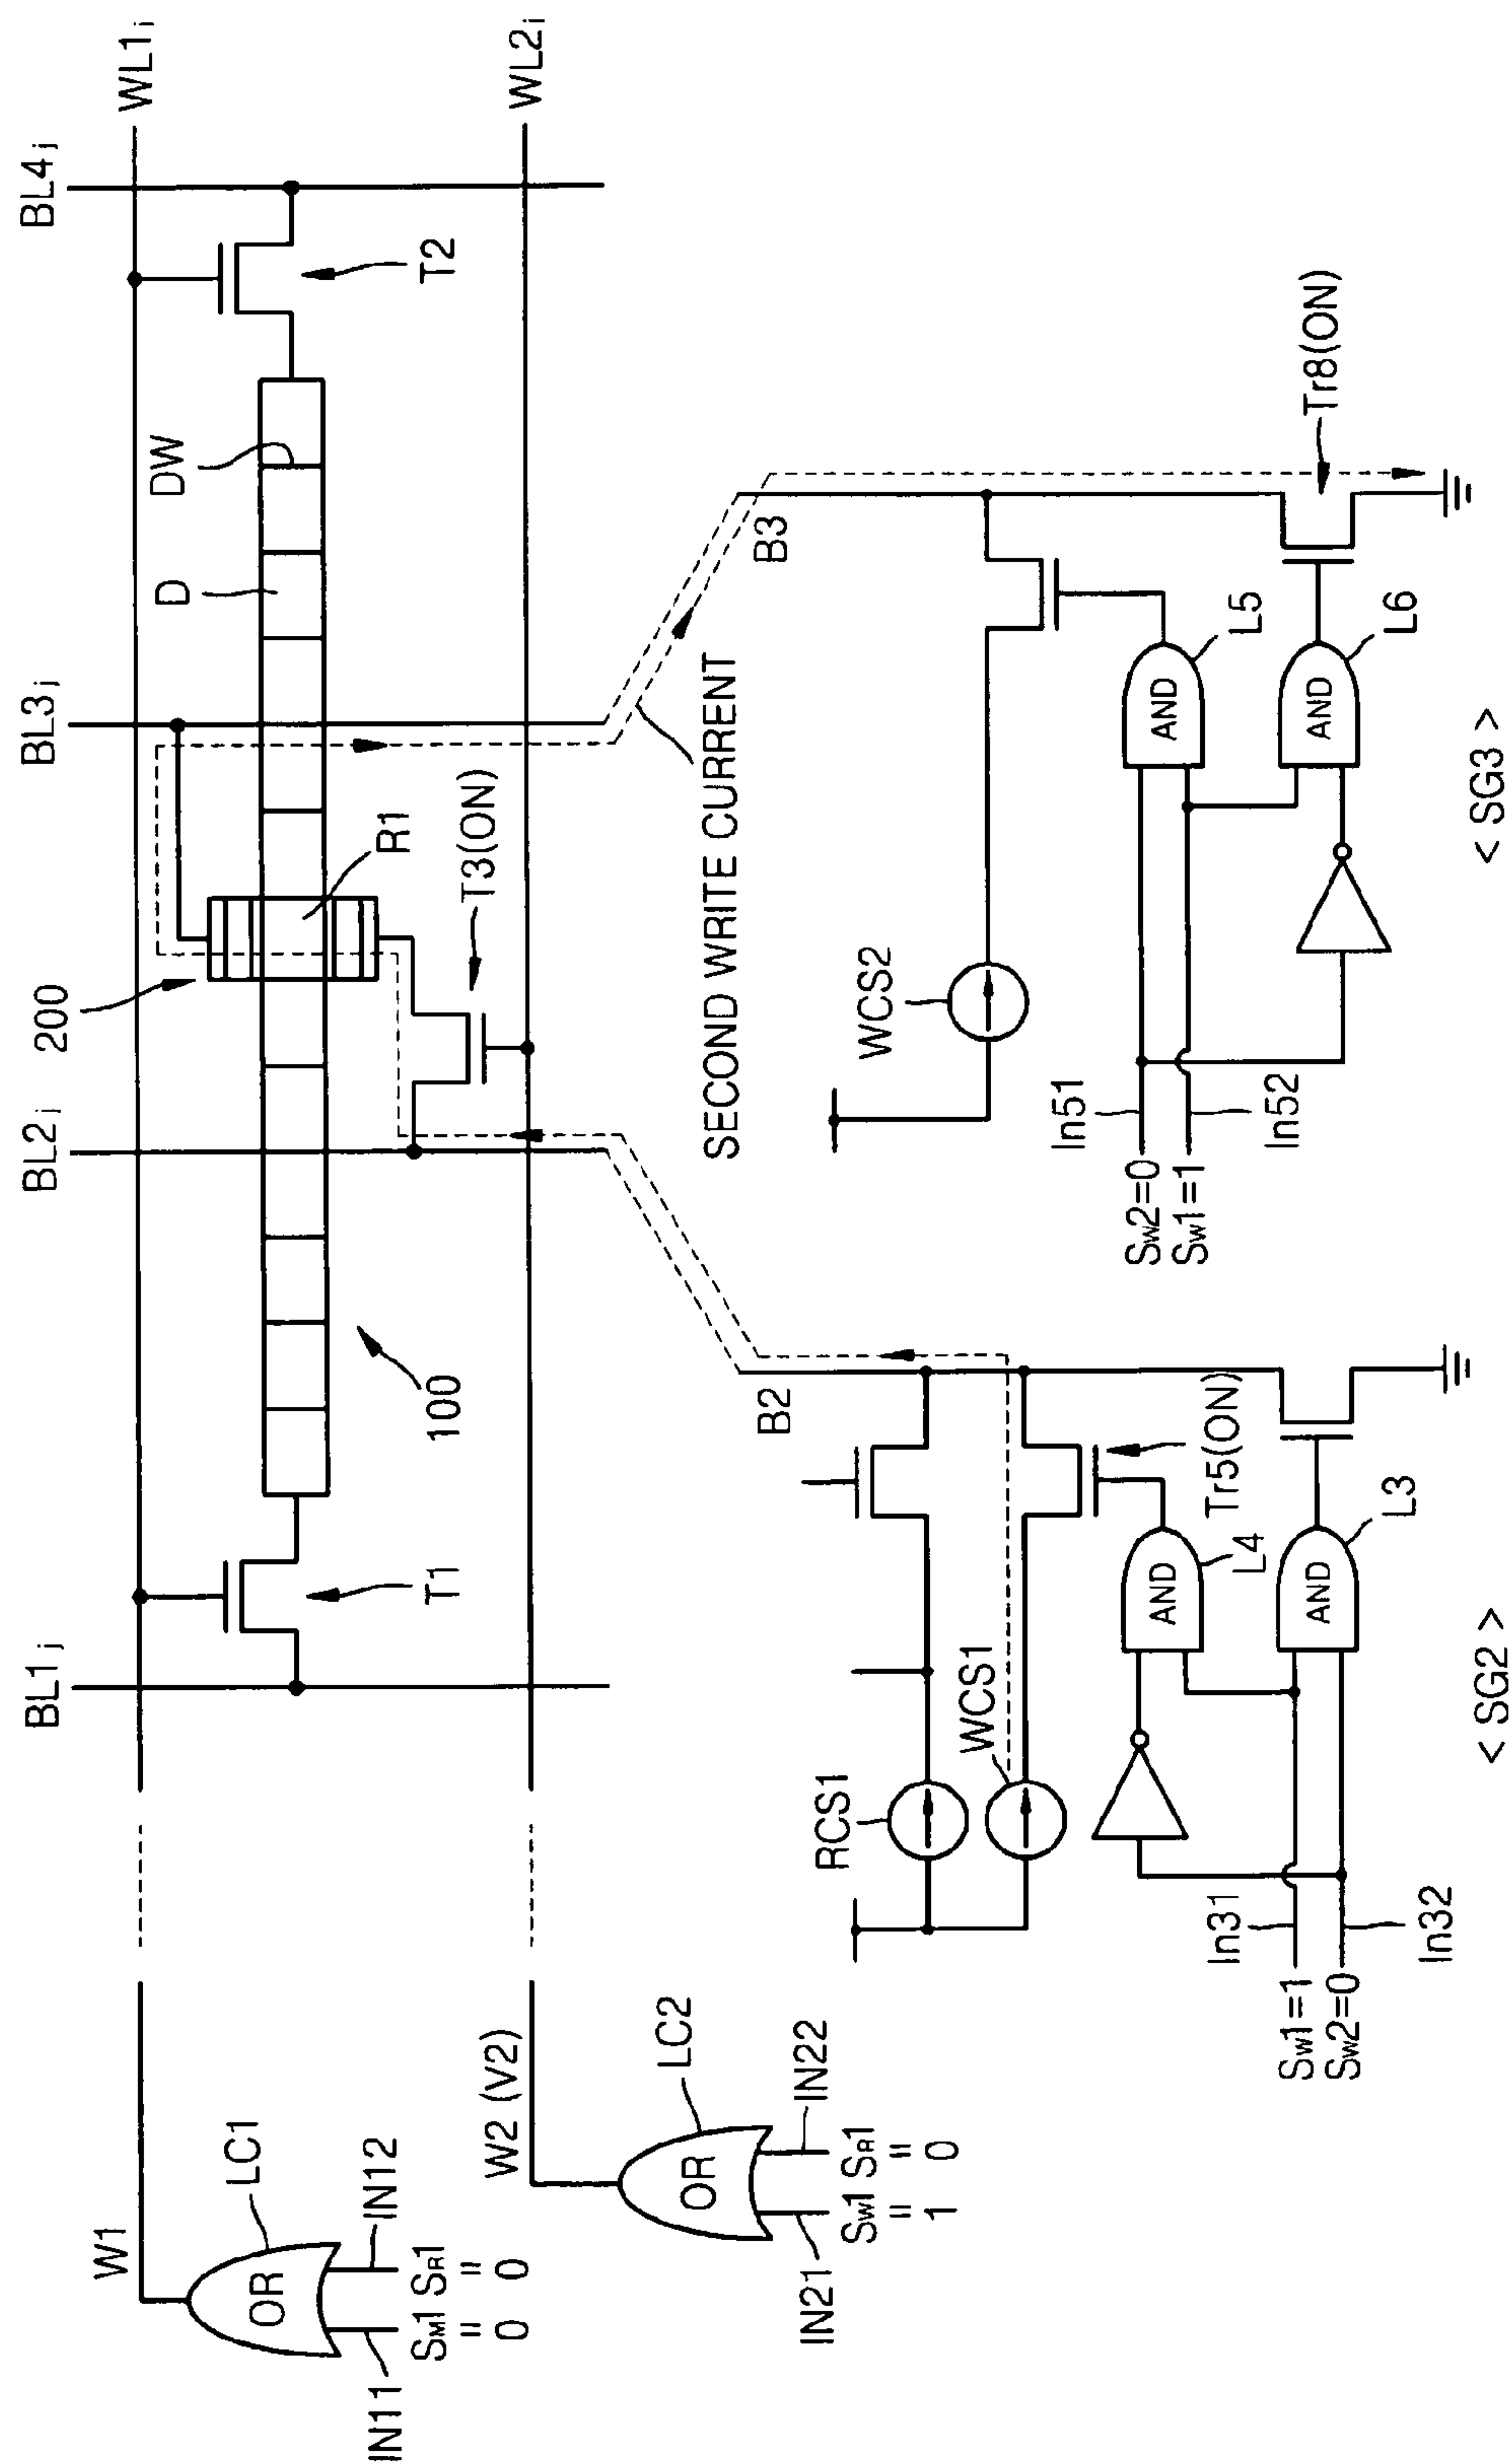 BL1j
BL2j
BL3j
BL4j
WL1i
WL2i
W1
LC1
OR
IN11
IN12
SM1 SR1
= =
0 0
W2 (V2)
LC2
OR
IN21
IN22
SW1 SR1
= =
1 0
T1
100
200
R1
D
DW
T2
T3(ON)
SECOND WRITE CURRENT
B2
RCS1
WCS1
Tr5(ON)
AND
L4
AND
L3
In31
SW1=1
SW2=0
In32
< SG2 >
B3
WCS2
AND
L5
AND
L6
Tr8(ON)
In51
SW2=0
SW1=1
In52
< SG3 >